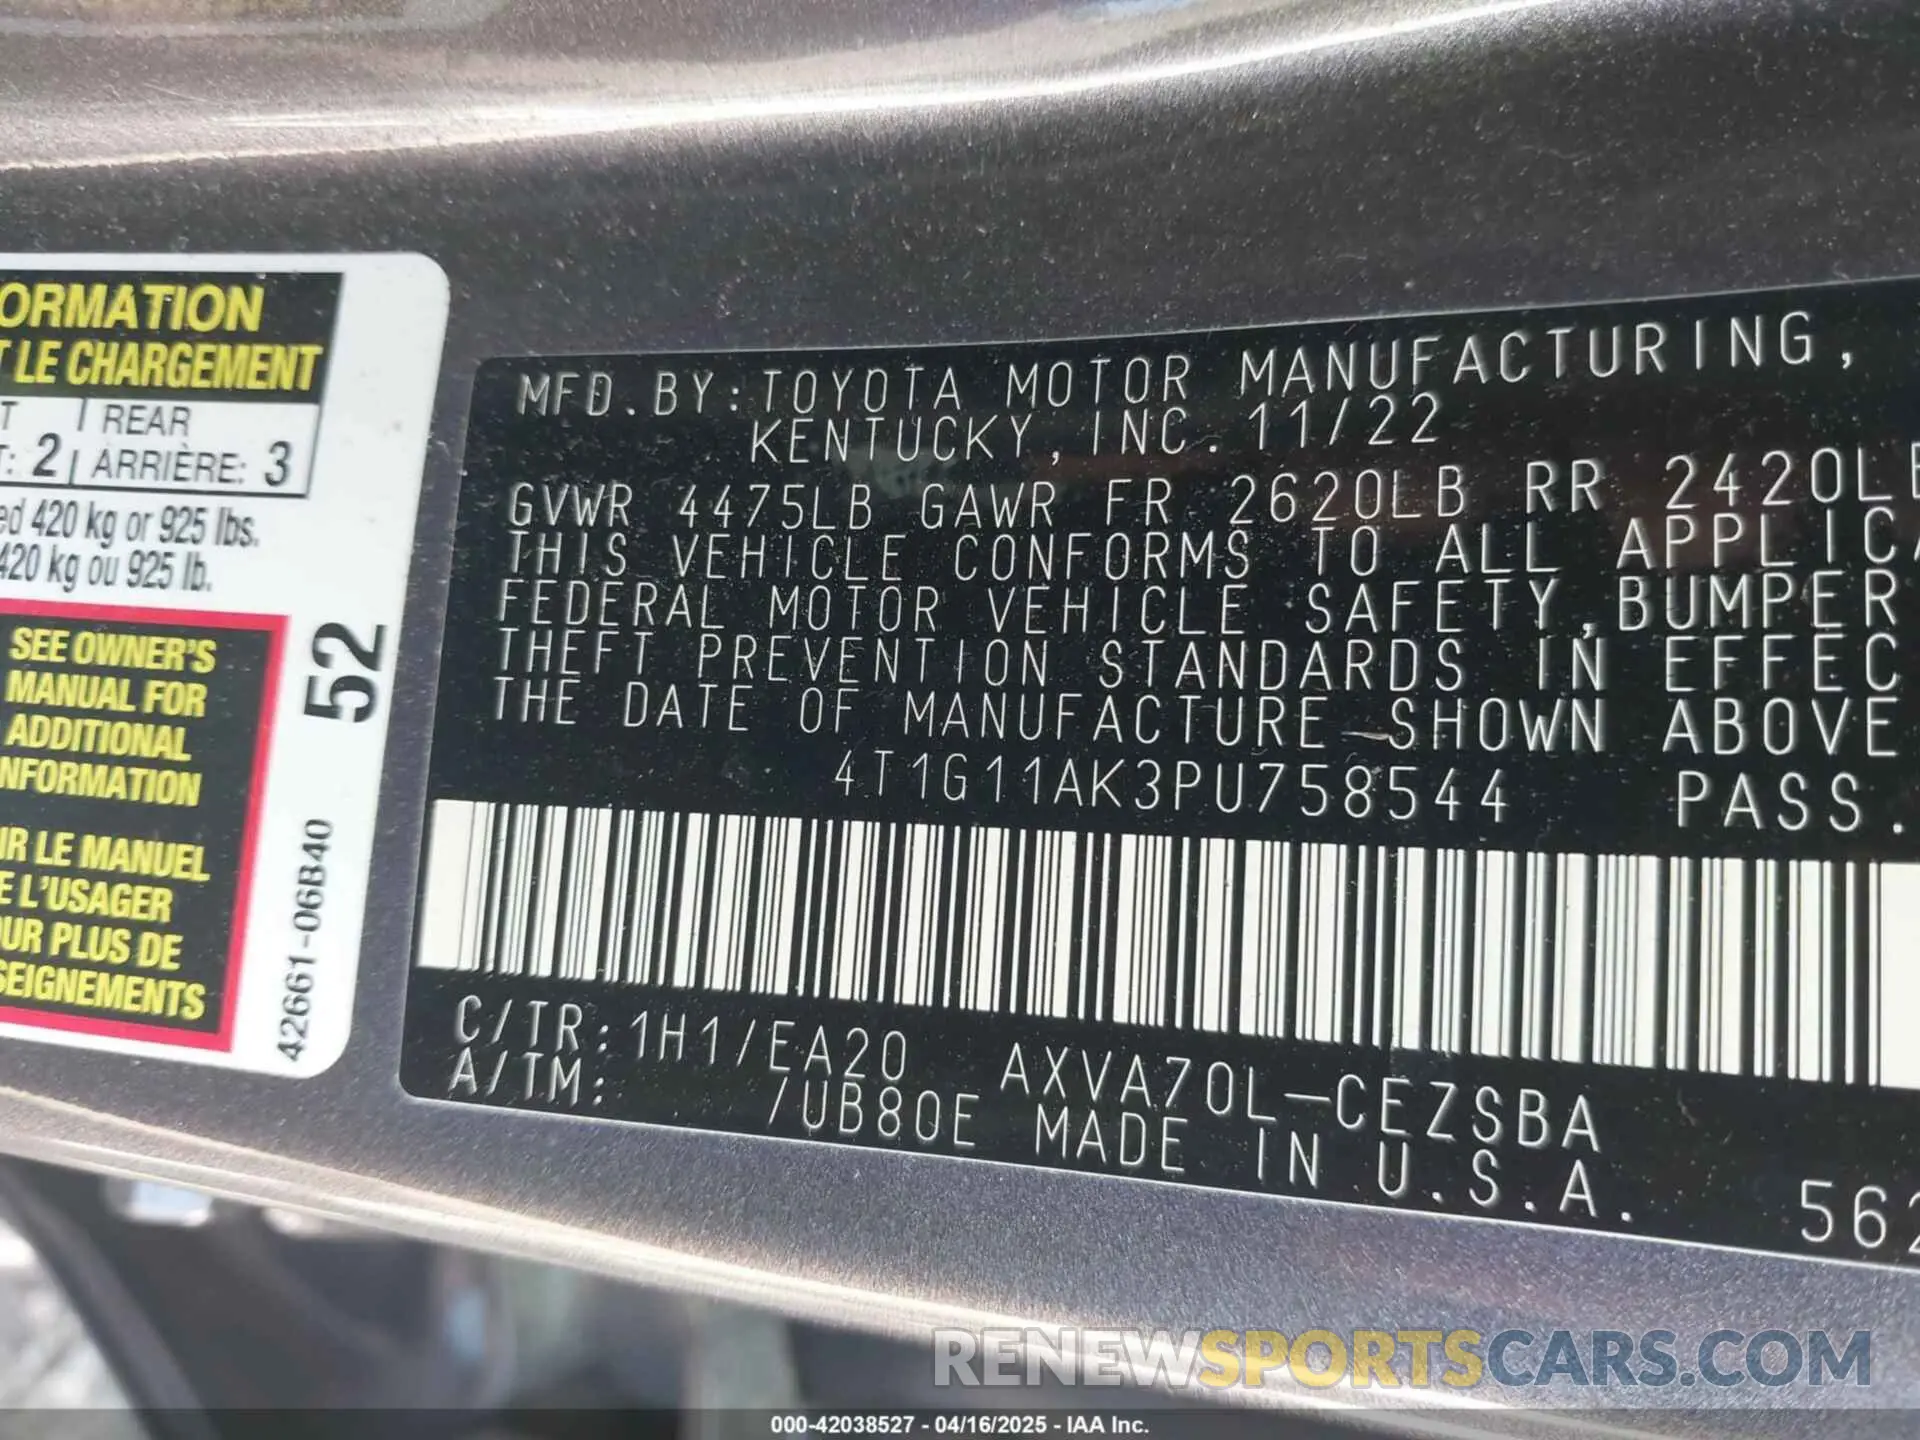 ORMATION
T LE CHARGEMENT
T REAR
T: 2 ARRIÈRE: 3
ed 420 kg or 925 lbs.
420 kg ou 925 lb.
SEE OWNER'S
MANUAL FOR
ADDITIONAL
NFORMATION
IR LE MANUEL
E L'USAGER
OUR PLUS DE
SEIGNEMENTS
52
42661-06B40
MFD.BY:TOYOTA MOTOR MANUFACTURING,
KENTUCKY, INC. 11/22
GVWR 4475LB GAWR FR 2620LB RR 2420LB
THIS VEHICLE CONFORMS TO ALL APPLICA
FEDERAL MOTOR VEHICLE SAFETY,BUMPER
THEFT PREVENTION STANDARDS IN EFFEC
THE DATE OF MANUFACTURE SHOWN ABOVE
4T1G11AK3PU758544 PASS.
C/TR:1H1/EA20 AXVA70L-CEZSBA
A/TM: /UB80E MADE IN U.S.A.
562
RENEWSPORTSCARS.COM
000-42038527 - 04/16/2025 - IAA Inc.